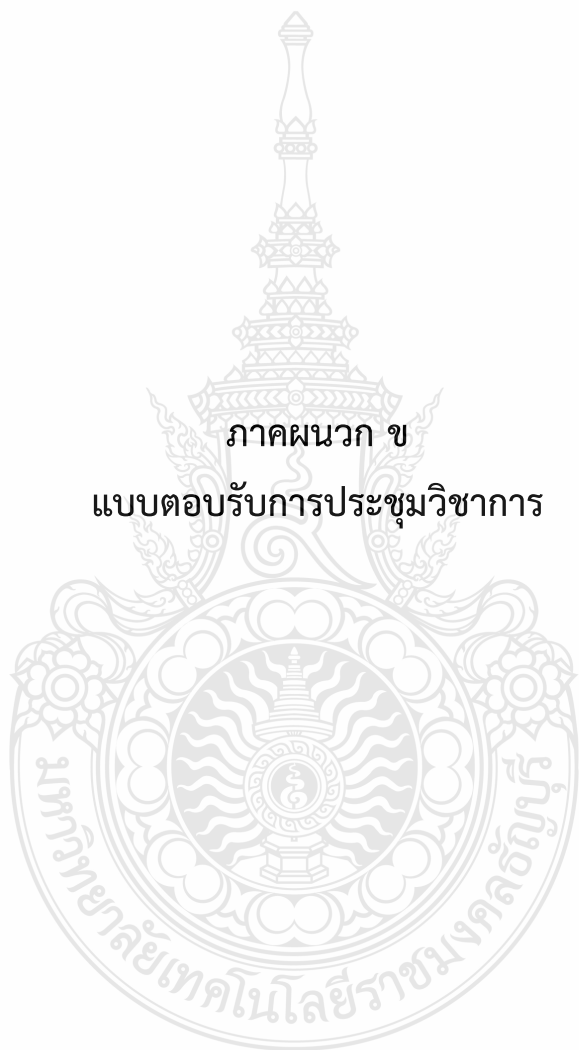 ภาคผนวก ข
แบบตอบรับการประชุมวิชาการ
มหาวิทยาลัยเทคโนโลยีราชมงคลธัญบุรี